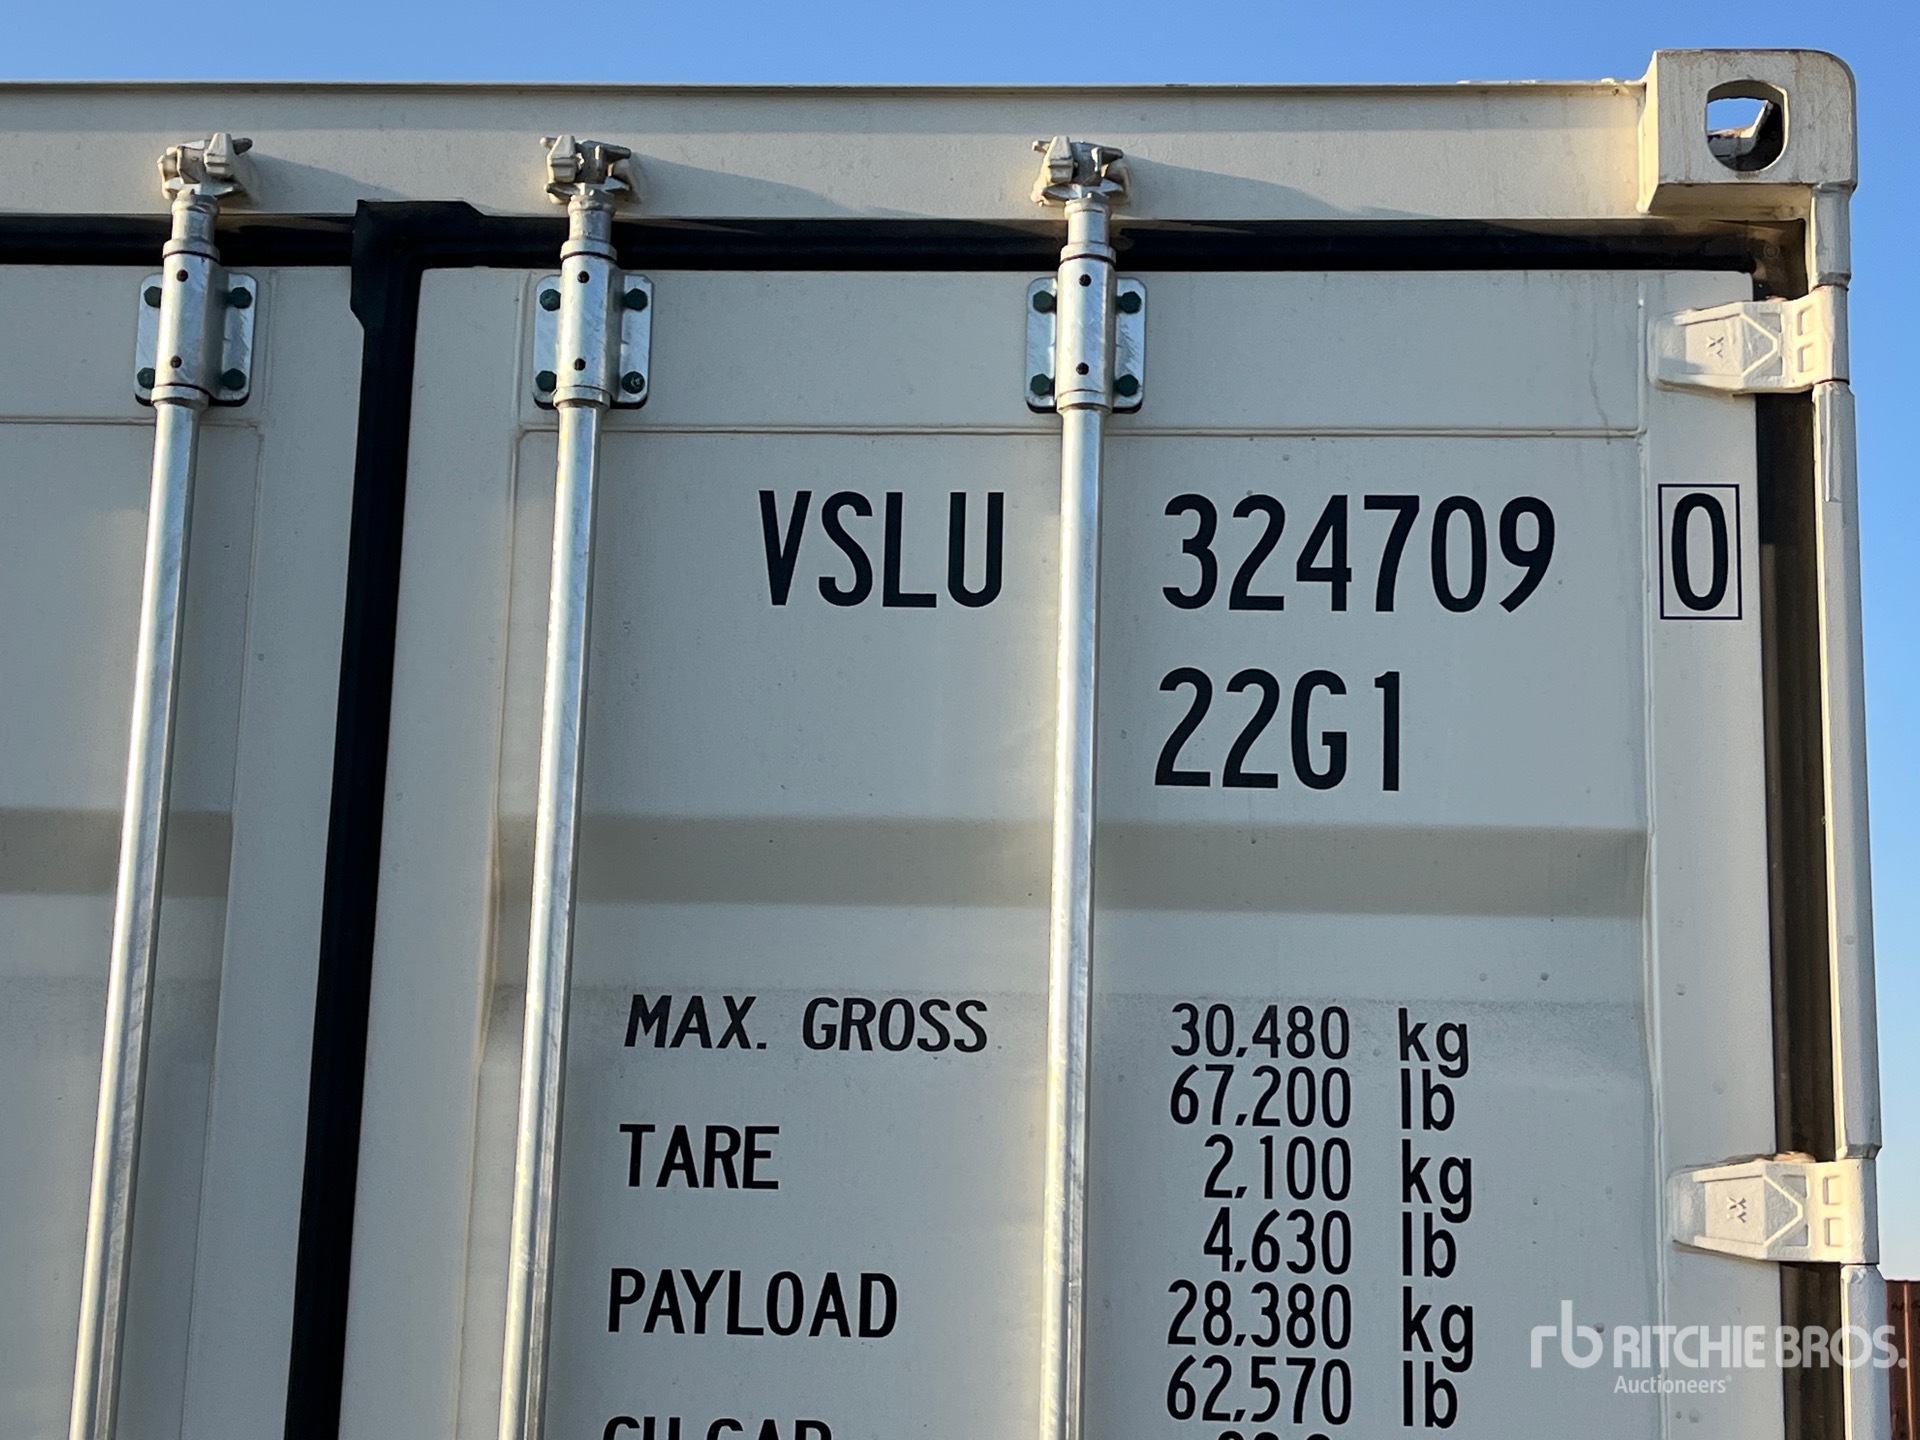 VSLU 324709 0
22G1
MAX. GROSS 30,480 kg
67,200 lb
TARE 2,100 kg
4,630 lb
PAYLOAD 28,380 kg
62,570 lb
rb RITCHIE BROS.
Auctioneers